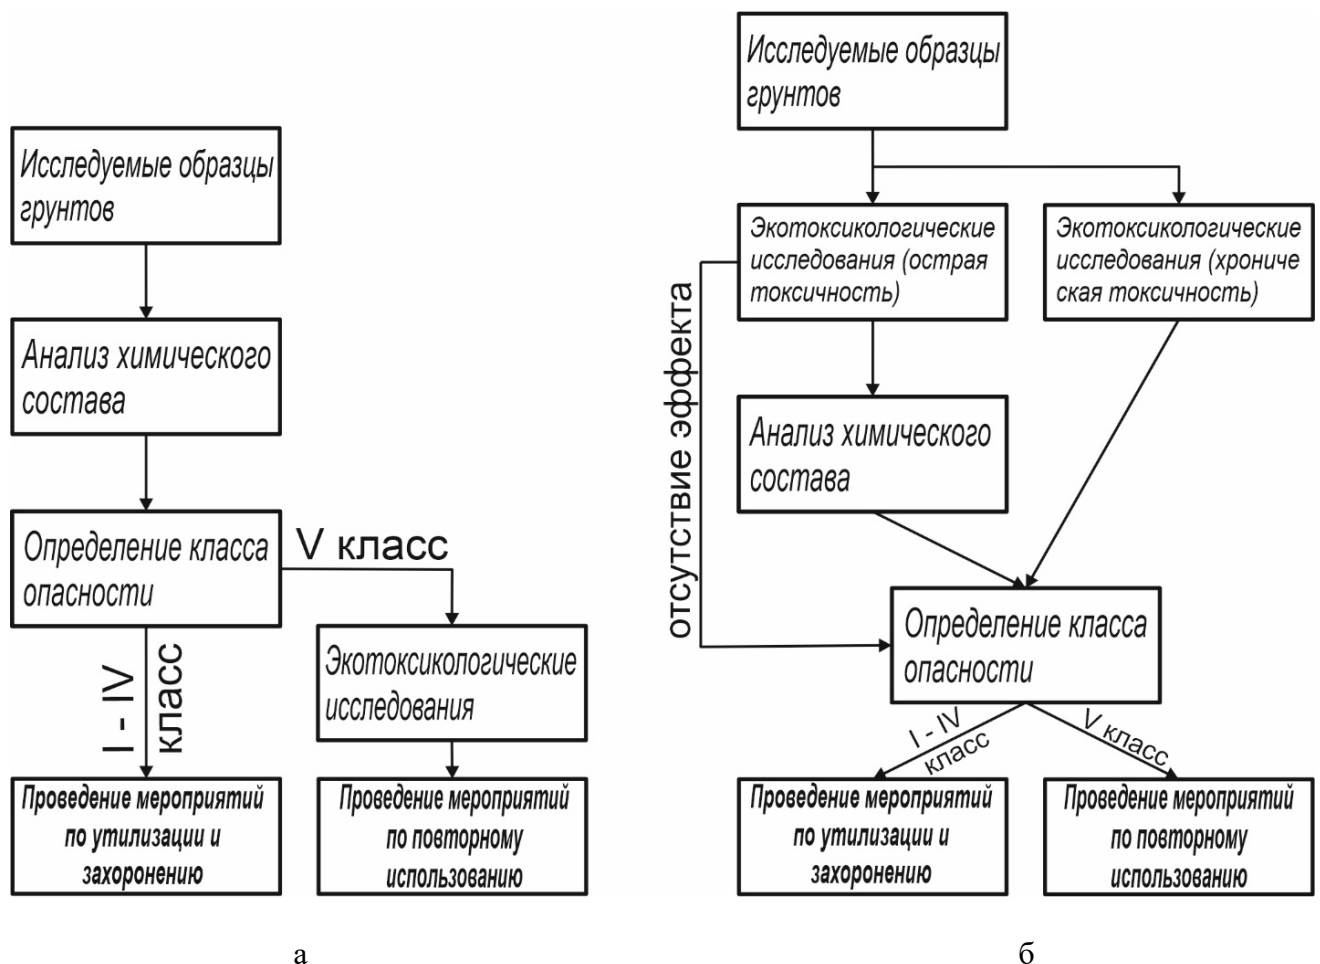 Исследуемые образцы
грунтов
Анализ химического
состава
Определение класса
опасности
V класс
I - IV
класс
Экотоксикологические
исследования
Проведение мероприятий
по утилизации и
захоронению
Проведение мероприятий
по повторному
использованию
а
Исследуемые образцы
грунтов
Экотоксикологические
исследования (острая
токсичность)
Экотоксикологические
исследования (хрониче
ская токсичность)
отсутствие эффекта
Анализ химического
состава
Определение класса
опасности
I - IV
класс
V класс
Проведение мероприятий
по утилизации и
захоронению
Проведение мероприятий
по повторному
использованию
б